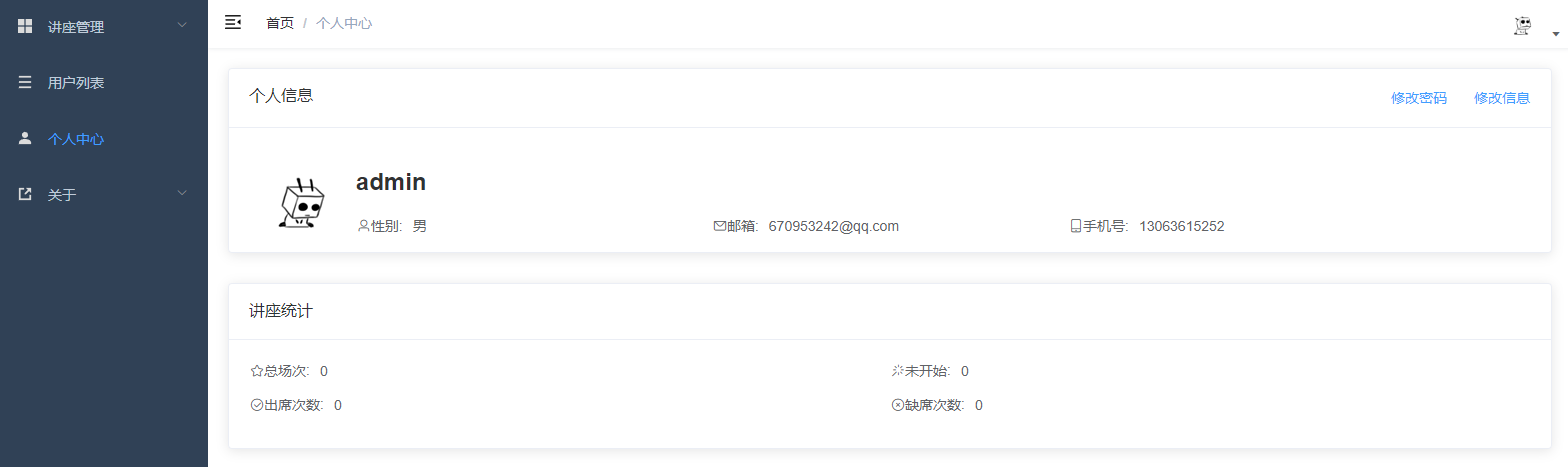 讲座管理
用户列表
个人中心
关于
首页 / 个人中心
个人信息 修改密码 修改信息
admin
性别: 男 邮箱: 670953242@qq.com 手机号: 13063615252
讲座统计
总场次: 0 未开始: 0
出席次数: 0 缺席次数: 0